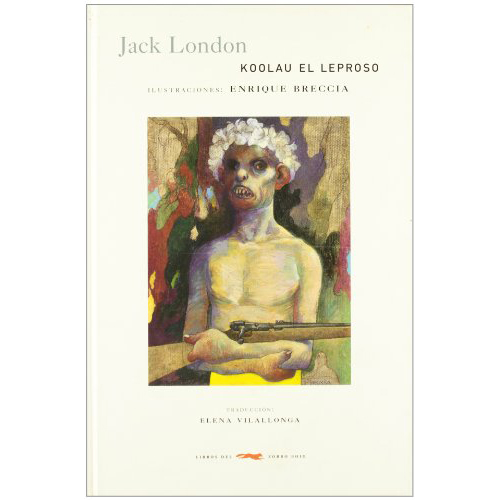 Jack London
KOOLAU EL LEPROSO
ILUSTRACIONES: ENRIQUE BRECCIA
TRADUCCIÓN:
ELENA VILALLONGA
LIBROS DEL ZORRO ROJO